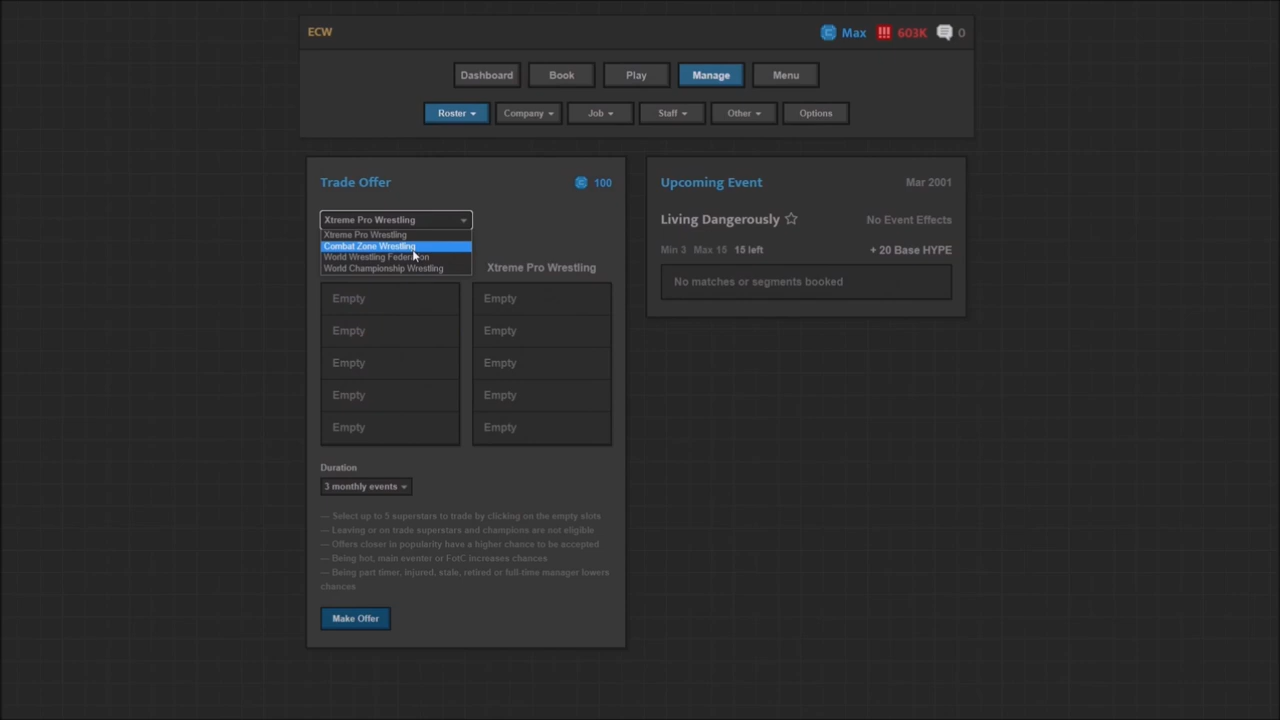 ECW
Max 603K 0
Dashboard Book Play Manage Menu
Roster Company Job Staff Other Options
Trade Offer 100
Xtreme Pro Wrestling
Xtreme Pro Wrestling
Combat Zone Wrestling
World Wrestling Federation
World Championship Wrestling
Xtreme Pro Wrestling
Empty Empty
Empty Empty
Empty Empty
Empty Empty
Empty Empty
Duration
3 monthly events
— Select up to 5 superstars to trade by clicking on the empty slots
— Leaving or on trade superstars and champions are not eligible
— Offers closer in popularity have a higher chance to be accepted
— Being hot, main eventer or FotC increases chances
— Being part timer, injured, stale, retired or full-time manager lowers
chances
Make Offer
Upcoming Event Mar 2001
Living Dangerously No Event Effects
Min 3 Max 15 15 left + 20 Base HYPE
No matches or segments booked